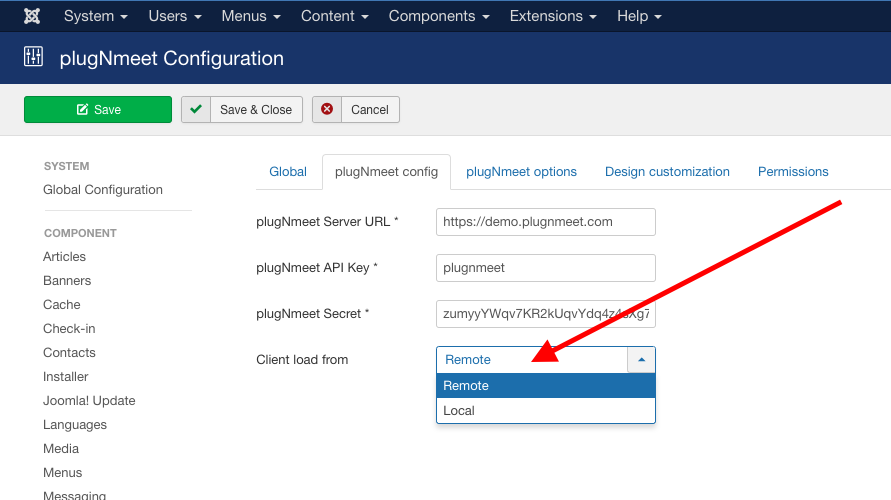 System Users Menus Content Components Extensions Help
plugNmeet Configuration
Save Save & Close Cancel
SYSTEM
Global Configuration
COMPONENT
Articles
Banners
Cache
Check-in
Contacts
Installer
Joomla! Update
Languages
Media
Menus
Messaging
Global plugNmeet config plugNmeet options Design customization Permissions
plugNmeet Server URL * https://demo.plugnmeet.com
plugNmeet API Key * plugnmeet
plugNmeet Secret *
Client load from Remote
Remote
Local